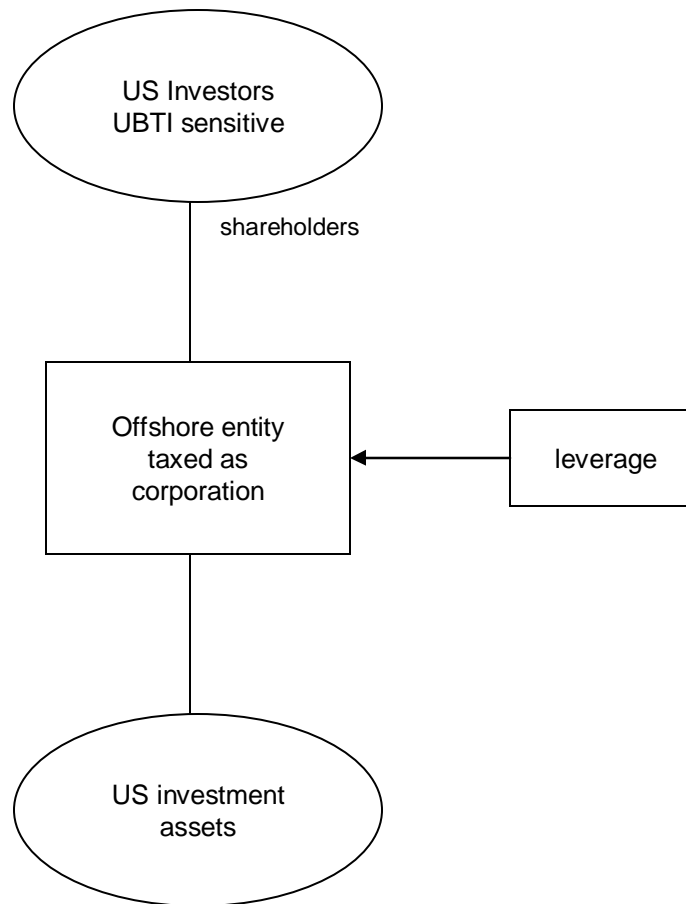 US Investors
UBTI sensitive
shareholders
Offshore entity
taxed as
corporation
leverage
US investment
assets